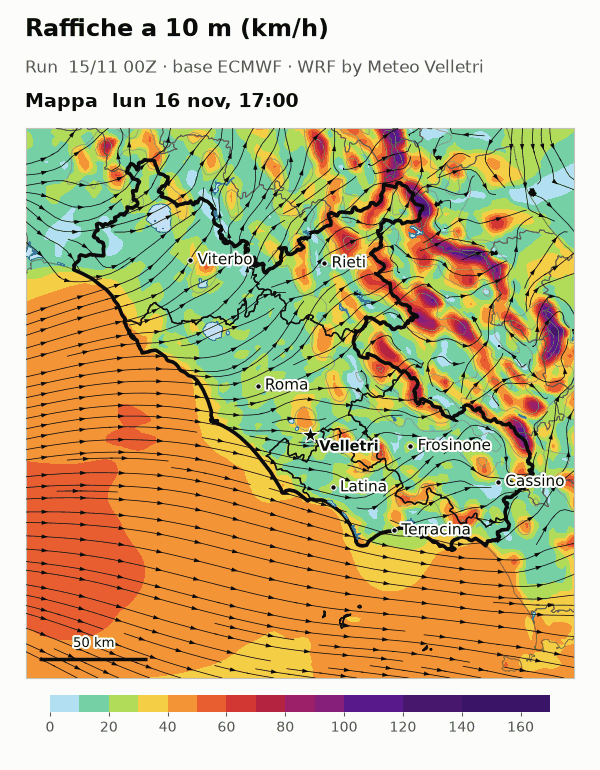 Raffiche a 10 m (km/h)
Run  15/11 00Z · base ECMWF · WRF by Meteo Velletri
Mappa  lun 16 nov, 17:00
Viterbo
Rieti
Roma
Velletri
Frosinone
Latina
Cassino
Terracina
50 km
0 20 40 60 80 100 120 140 160